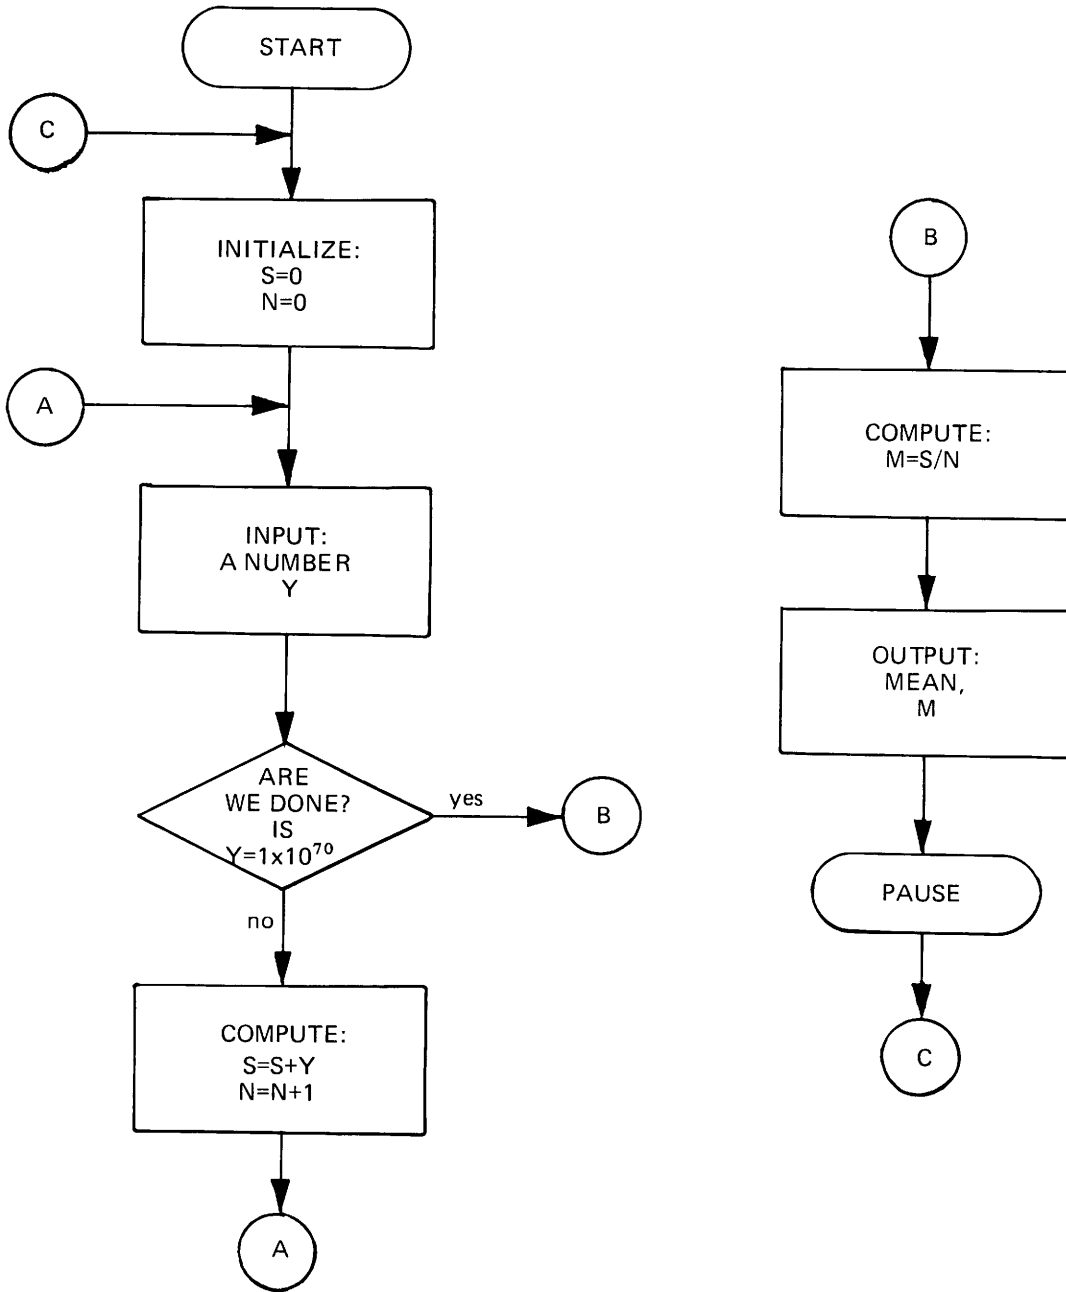 START
C
INITIALIZE:
S=0
N=0
A
INPUT:
A NUMBER
Y
ARE
WE DONE?
IS
Y=1x10⁷⁰
yes
B
no
COMPUTE:
S=S+Y
N=N+1
A
B
COMPUTE:
M=S/N
OUTPUT:
MEAN,
M
PAUSE
C